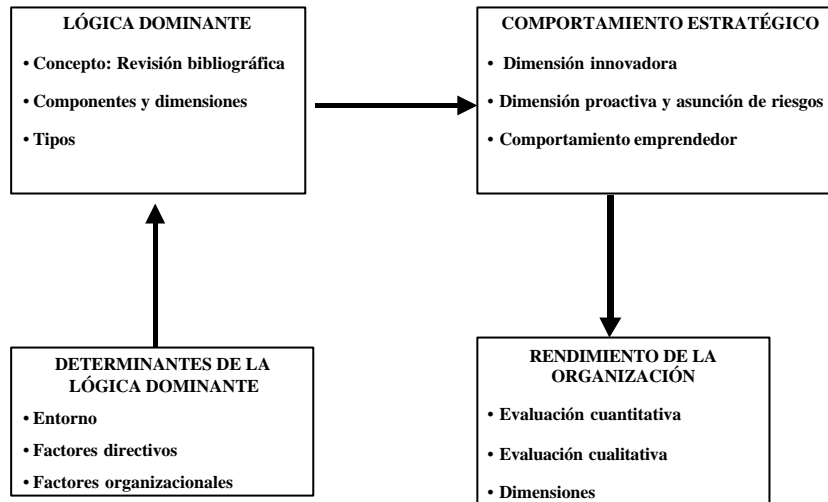 LÓGICA DOMINANTE
• Concepto: Revisión bibliográfica
• Componentes y dimensiones
• Tipos
COMPORTAMIENTO ESTRATÉGICO
• Dimensión innovadora
• Dimensión proactiva y asunción de riesgos
• Comportamiento emprendedor
DETERMINANTES DE LA
LÓGICA DOMINANTE
• Entorno
• Factores directivos
• Factores organizacionales
RENDIMIENTO DE LA
ORGANIZACIÓN
• Evaluación cuantitativa
• Evaluación cualitativa
• Dimensiones